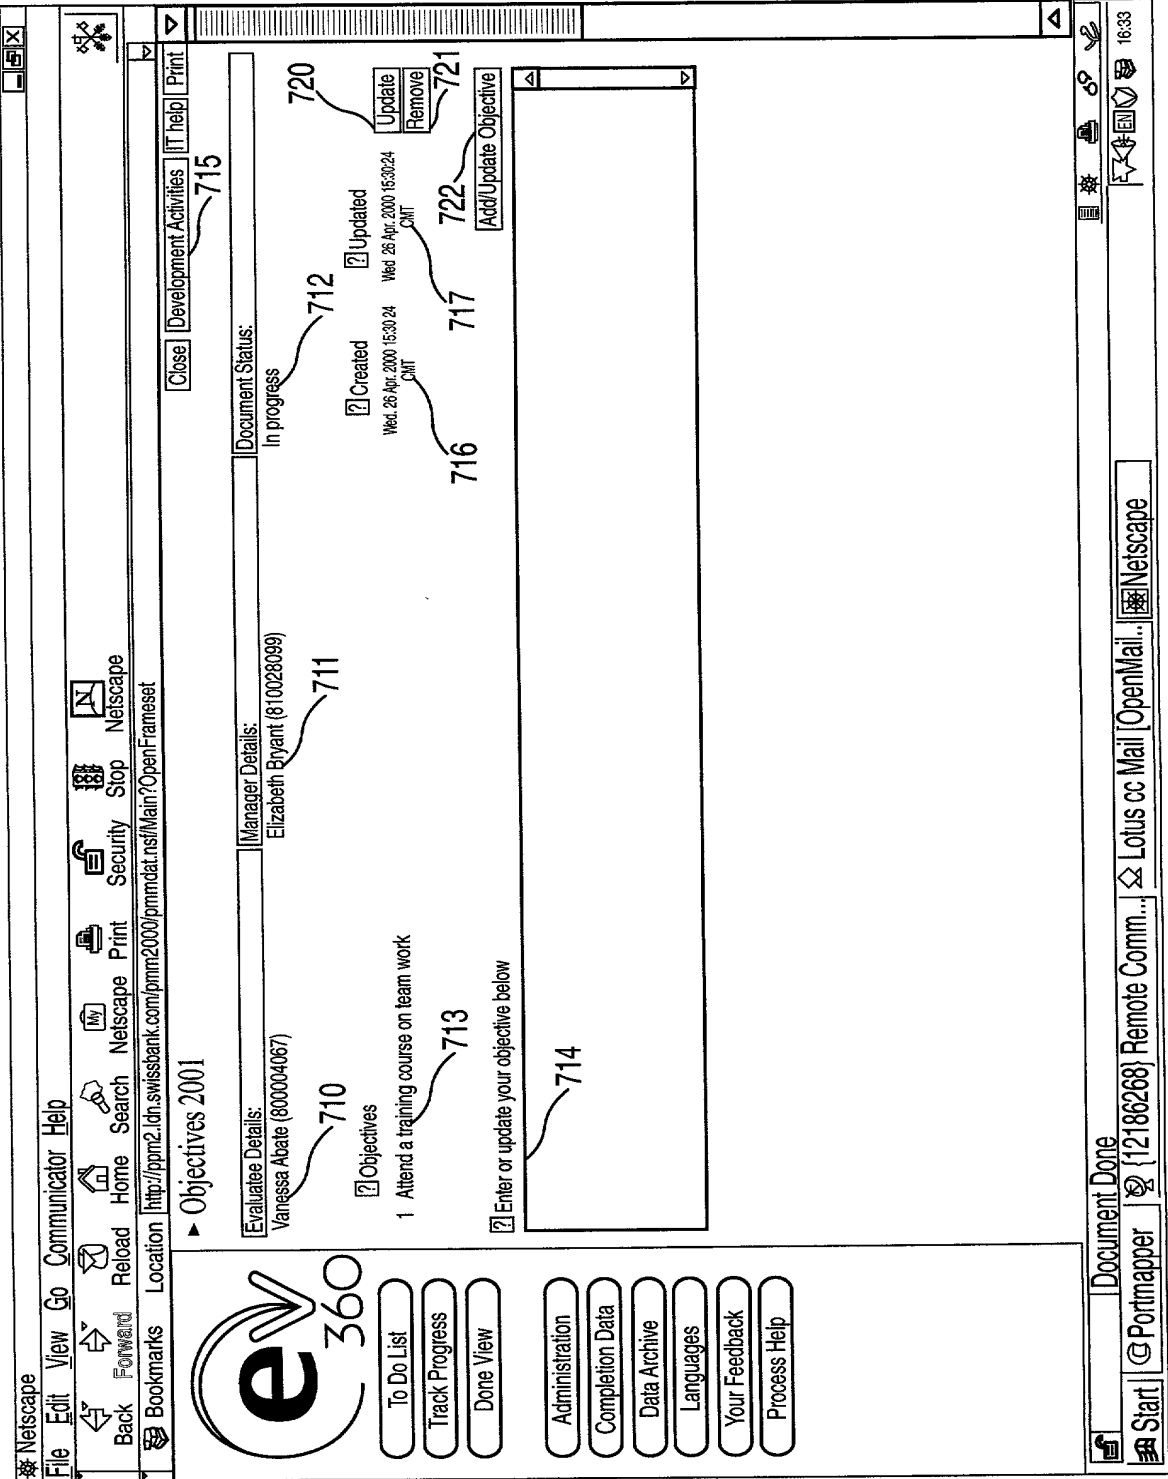 Netscape
File Edit View Go Communicator Help
Back Forward Reload Home Search Netscape Print Security Stop Netscape
My
N
Bookmarks Location http://ppm2.ldn.swissbank.com/pmm2000/pmmdat.nsf/Main?OpenFrameset
ev
360
To Do List
Track Progress
Done View
Administration
Completion Data
Data Archive
Languages
Your Feedback
Process Help
► Objectives 2001
Close Development Activities IT help Print
715
Evaluatee Details: Manager Details: Document Status:
Vanessa Abate (800004067) Elizabeth Bryant (810028099) In progress
710 711 712
? Objectives ? Created ? Updated
720
1 Attend a training course on team work Wed. 26 Apr. 2000 15:30 24 CMT Wed 26 Apr. 2000 15:30:24 CMT Update
Remove
721
713 716 717 722
? Enter or update your objective below Add/Update Objective
714
Document Done
Start Portmapper {12186268} Remote Comm... Lotus cc Mail [OpenMail.. Netscape EN 16:33